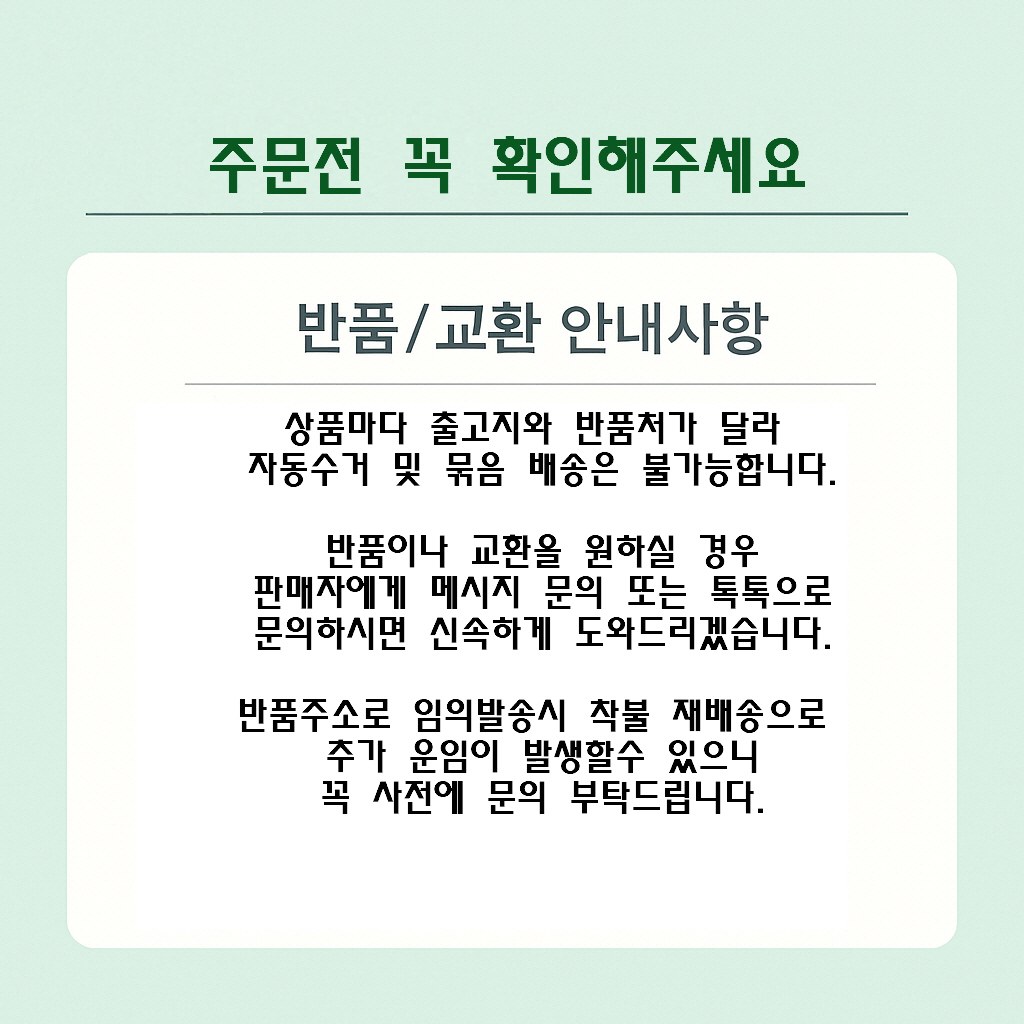 주문전 꼭 확인해주세요
반품/교환 안내사항
상품마다 출고지와 반품처가 달라
자동수거 및 묶음 배송은 불가능합니다.
반품이나 교환을 원하실 경우
판매자에게 메시지 문의 또는 톡톡으로
문의하시면 신속하게 도와드리겠습니다.
반품주소로 임의발송시 착불 재배송으로
추가 운임이 발생할수 있으니
꼭 사전에 문의 부탁드립니다.